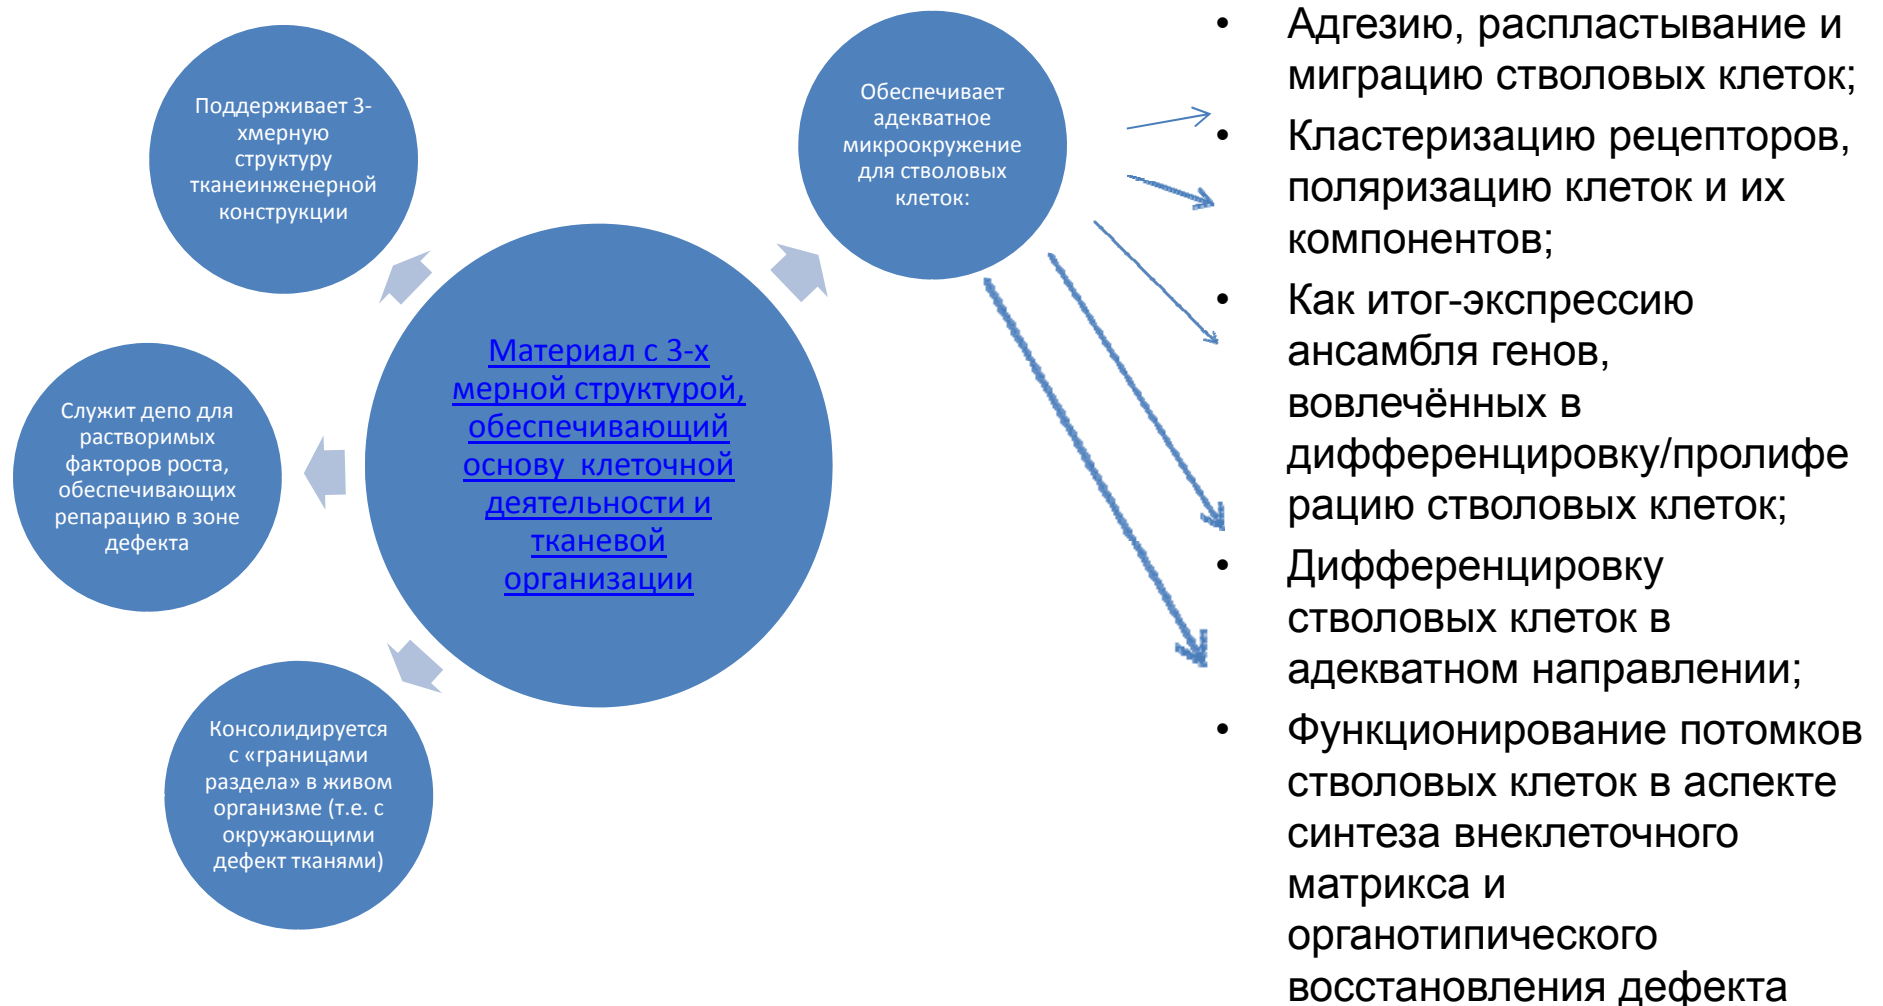 Поддерживает 3-
хмерную
структуру
тканеинженерной
конструкции
Служит депо для
растворимых
факторов роста,
обеспечивающих
репарацию в зоне
дефекта
Консолидируется
с «границами
раздела» в живом
организме (т.е. с
окружающими
дефект тканями)
Материал с 3-х
мерной структурой,
обеспечивающий
основу клеточной
деятельности и
тканевой
организации
Обеспечивает
адекватное
микроокружение
для стволовых
клеток:
• Адгезию, распластывание и
миграцию стволовых клеток;
• Кластеризацию рецепторов,
поляризацию клеток и их
компонентов;
• Как итог-экспрессию
ансамбля генов,
вовлечённых в
дифференцировку/пролифе
рацию стволовых клеток;
• Дифференцировку
стволовых клеток в
адекватном направлении;
• Функционирование потомков
стволовых клеток в аспекте
синтеза внеклеточного
матрикса и
органотипического
восстановления дефекта